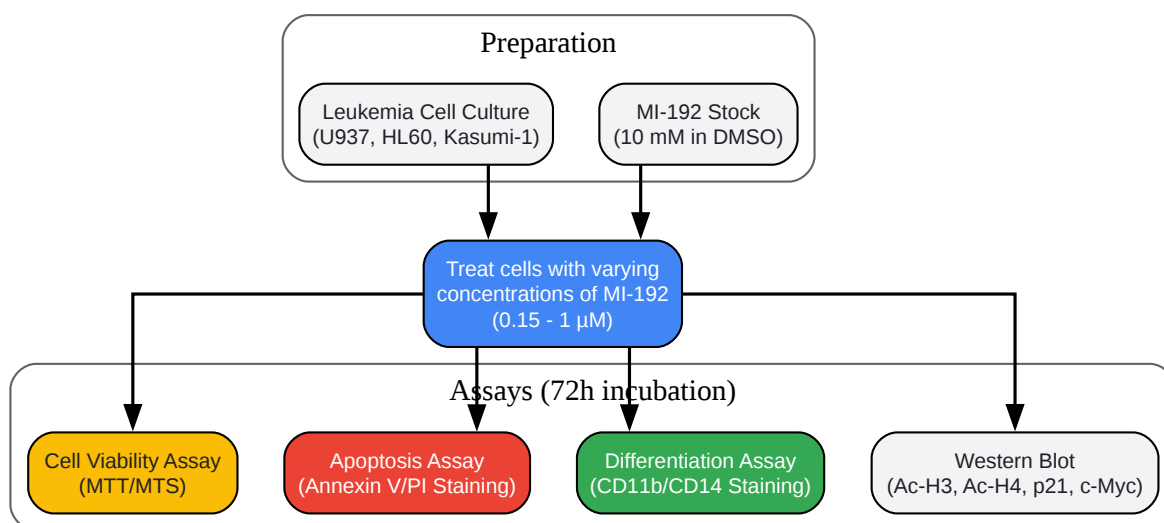 Preparation
Leukemia Cell Culture
(U937, HL60, Kasumi-1)
MI-192 Stock
(10 mM in DMSO)
Treat cells with varying
concentrations of MI-192
(0.15 - 1 µM)
Assays (72h incubation)
Cell Viability Assay
(MTT/MTS)
Apoptosis Assay
(Annexin V/PI Staining)
Differentiation Assay
(CD11b/CD14 Staining)
Western Blot
(Ac-H3, Ac-H4, p21, c-Myc)